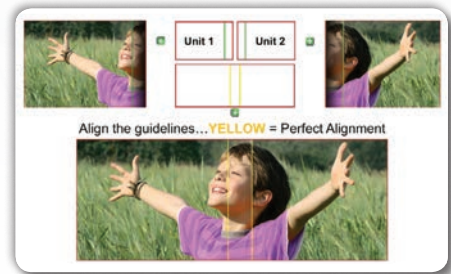 Unit 1 Unit 2
Align the guidelines...YELLOW = Perfect Alignment